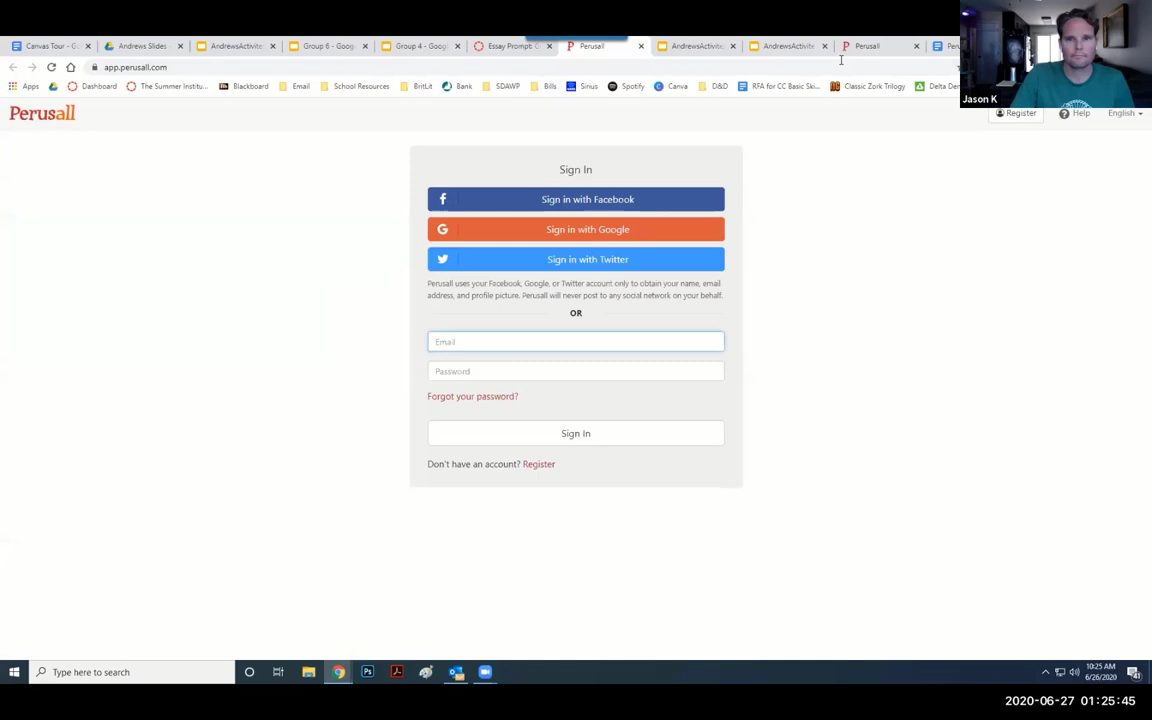 Canvas Tour - G
Andrews Slides
AndrewsActivite
Group 6 - Goog
Group 4 - Goog
Essay Prompt: G
Perusall
AndrewsActivite
AndrewsActivite
Perusall
Peru
app.perusall.com
Apps
Dashboard
The Summer Institu...
Blackboard
Email
School Resources
BritLit
Bank
SDAWP
Bills
Sirius
Spotify
Canva
D&D
RFA for CC Basic Ski...
Classic Zork Trilogy
Delta Den
Jason K
Perusall
Register
Help
English
Sign In
Sign in with Facebook
Sign in with Google
Sign in with Twitter
Perusall uses your Facebook, Google, or Twitter account only to obtain your name, email
address, and profile picture. Perusall will never post to any social network on your behalf.
OR
Email
Password
Forgot your password?
Sign In
Don't have an account? Register
Type here to search
10:25 AM
6/26/2020
2020-06-27 01:25:45